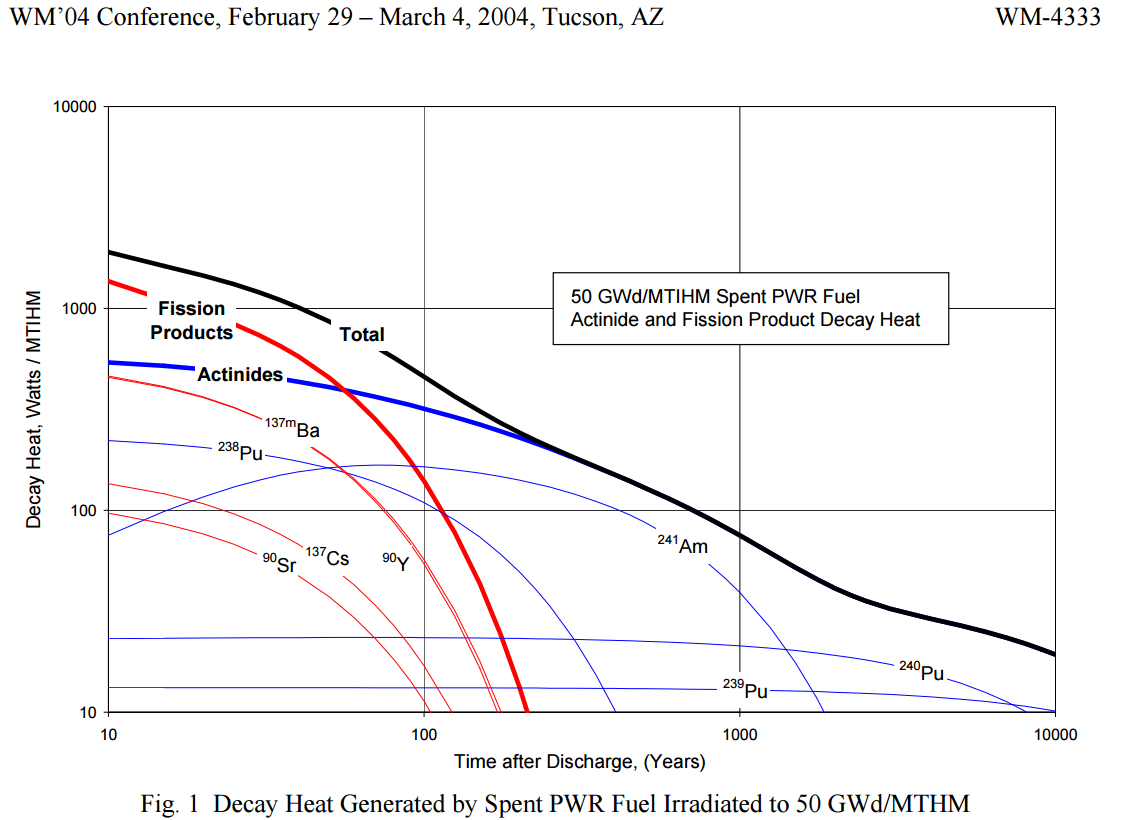 WM’04 Conference, February 29 – March 4, 2004, Tucson, AZ WM-4333
10000
1000
100
10
Decay Heat, Watts / MTIHM
50 GWd/MTIHM Spent PWR Fuel
Actinide and Fission Product Decay Heat
Fission
Products
Total
Actinides
137mBa
238Pu
241Am
90Sr
137Cs
90Y
240Pu
239Pu
10 100 1000 10000
Time after Discharge, (Years)
Fig. 1 Decay Heat Generated by Spent PWR Fuel Irradiated to 50 GWd/MTHM